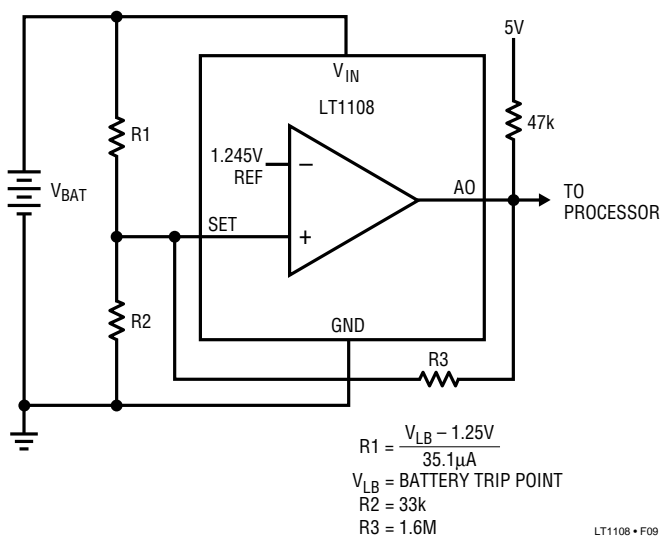 5V
V_IN
LT1108
R1
47k
1.245V
REF
–
V_BAT
AO
TO
PROCESSOR
SET
+
R2
GND
R3
R1 = V_LB – 1.25V / 35.1µA
V_LB = BATTERY TRIP POINT
R2 = 33k
R3 = 1.6M
LT1108 • F09